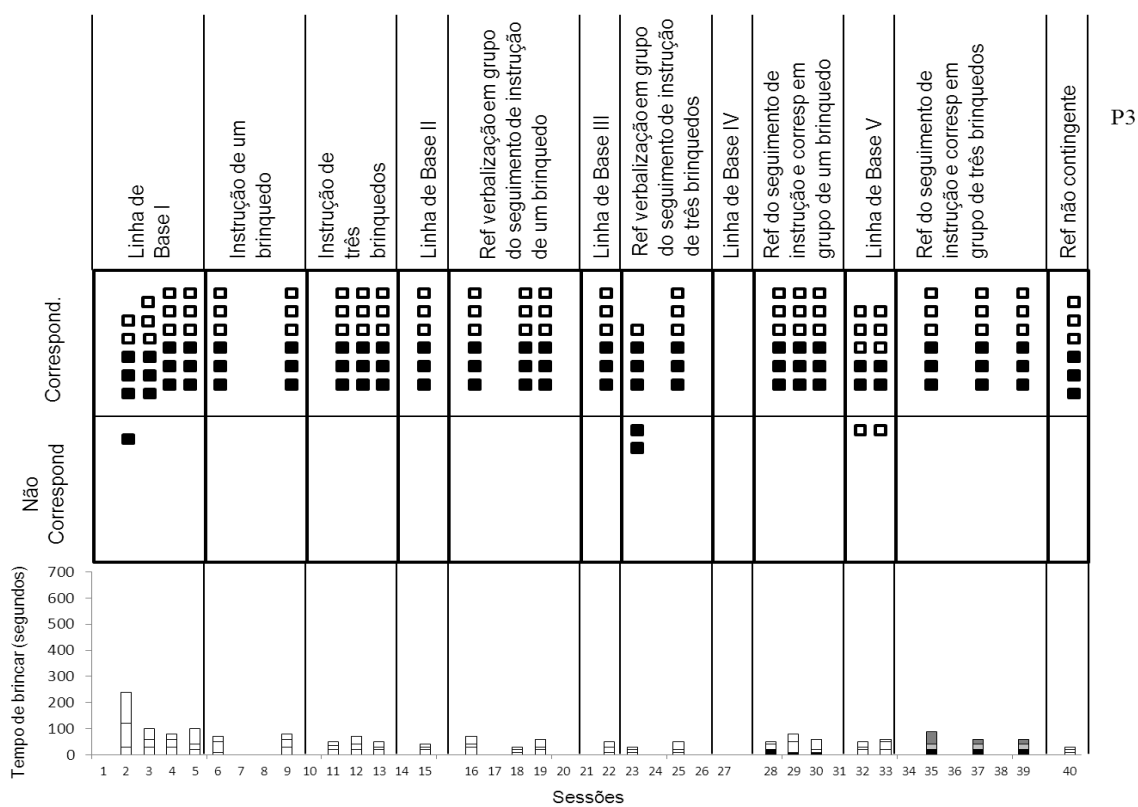 Linha de
Base I
Instrução de um
brinquedo
Instrução de
três
brinquedos
Linha de Base II
Ref verbalização em grupo
do seguimento de instrução
de um brinquedo
Linha de Base III
Ref verbalização em grupo
do seguimento de instrução
de três brinquedos
Linha de Base IV
Ref do seguimento de
instrução e corresp em
grupo de um brinquedo
Linha de Base V
Ref do seguimento de
instrução e corresp em
grupo de três brinquedos
Ref não contingente
P3
Correspond.
Não
Correspond
Tempo de brincar (segundos)
700
600
500
400
300
200
100
0
1 2 3 4 5 6 7 8 9 10 11 12 13 14 15 16 17 18 19 20 21 22 23 24 25 26 27 28 29 30 31 32 33 34 35 36 37 38 39 40
Sessões